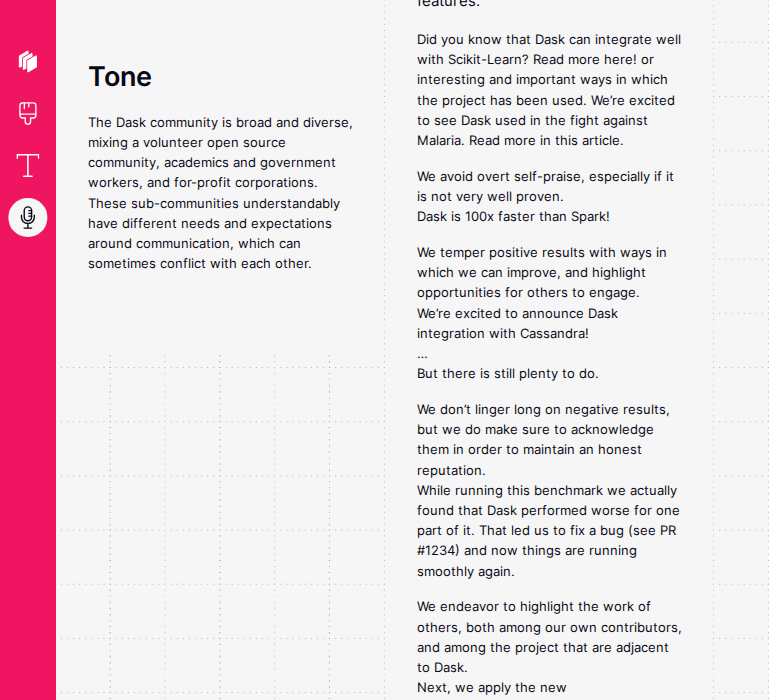 Tone
The Dask community is broad and diverse,
mixing a volunteer open source
community, academics and government
workers, and for-profit corporations.
These sub-communities understandably
have different needs and expectations
around communication, which can
sometimes conflict with each other.
features.
Did you know that Dask can integrate well
with Scikit-Learn? Read more here! or
interesting and important ways in which
the project has been used. We’re excited
to see Dask used in the fight against
Malaria. Read more in this article.
We avoid overt self-praise, especially if it
is not very well proven.
Dask is 100x faster than Spark!
We temper positive results with ways in
which we can improve, and highlight
opportunities for others to engage.
We’re excited to announce Dask
integration with Cassandra!
...
But there is still plenty to do.
We don’t linger long on negative results,
but we do make sure to acknowledge
them in order to maintain an honest
reputation.
While running this benchmark we actually
found that Dask performed worse for one
part of it. That led us to fix a bug (see PR
#1234) and now things are running
smoothly again.
We endeavor to highlight the work of
others, both among our own contributors,
and among the project that are adjacent
to Dask.
Next, we apply the new